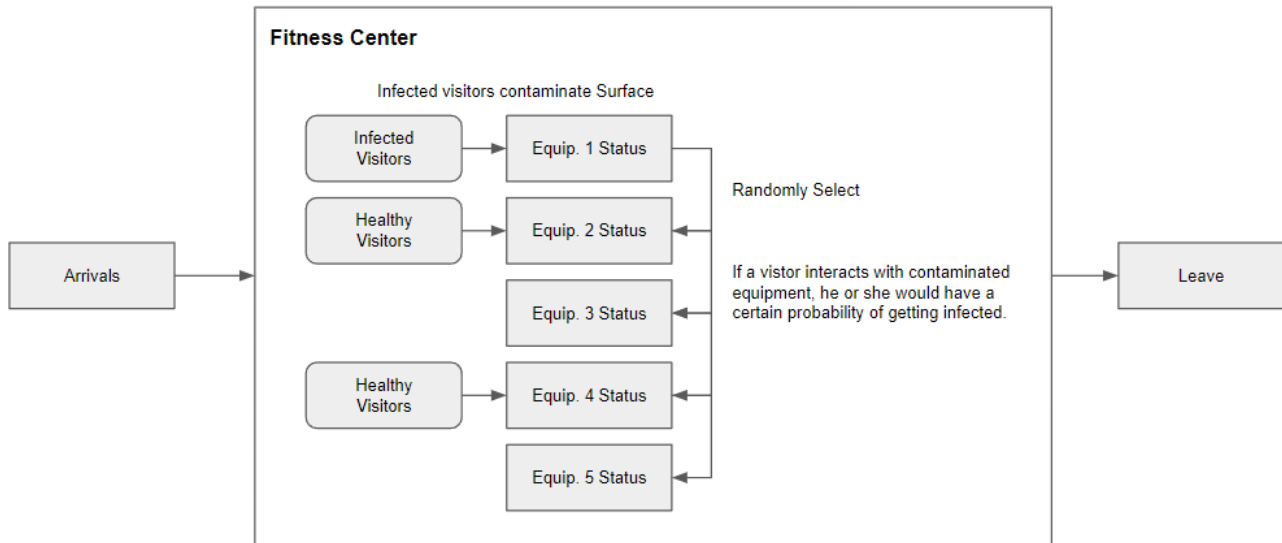 Fitness Center
Infected visitors contaminate Surface
Infected
Visitors
Equip. 1 Status
Randomly Select
Healthy
Visitors
Equip. 2 Status
Arrivals
If a vistor interacts with contaminated
equipment, he or she would have a
certain probability of getting infected.
Leave
Equip. 3 Status
Healthy
Visitors
Equip. 4 Status
Equip. 5 Status